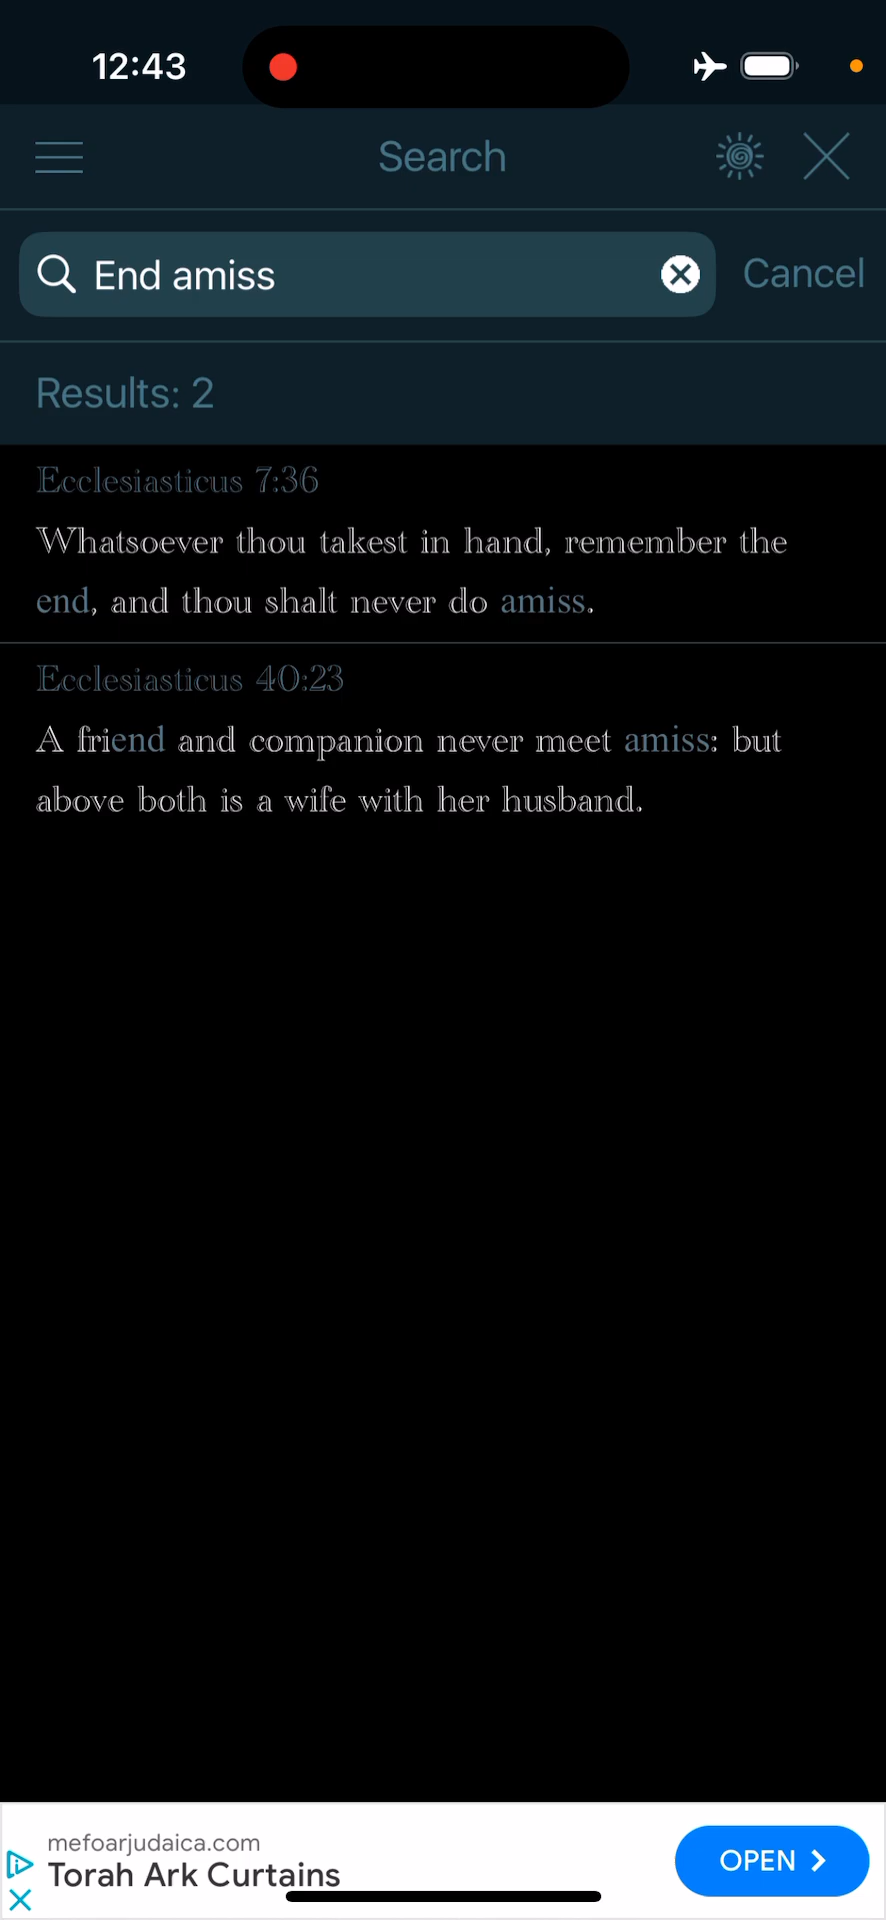 12:43
Search
End amiss
Cancel
Results: 2
Ecclesiasticus 7:36
Whatsoever thou takest in hand, remember the
end, and thou shalt never do amiss.
Ecclesiasticus 40:23
A friend and companion never meet amiss: but
above both is a wife with her husband.
mefoarjudaica.com
Torah Ark Curtains
OPEN